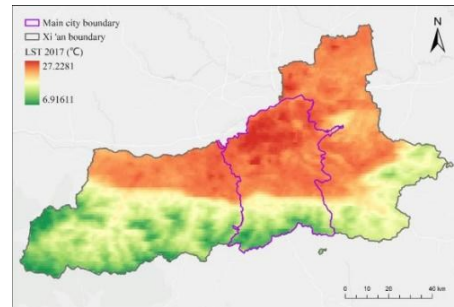 Main city boundary
Xi 'an boundary
LST 2017 (℃)
27.2281
6.91611
N
0 10 20 40 km